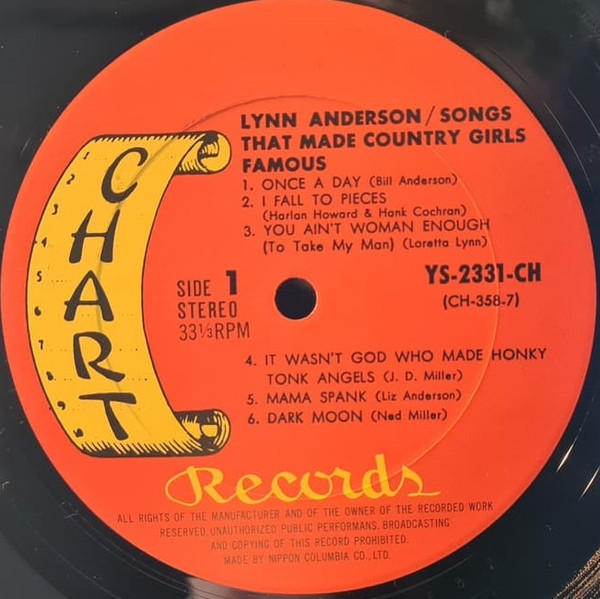 LYNN ANDERSON / SONGS
THAT MADE COUNTRY GIRLS
FAMOUS
1. ONCE A DAY (Bill Anderson)
2. I FALL TO PIECES
(Harlan Howard & Hank Cochran)
3. YOU AIN'T WOMAN ENOUGH
(To Take My Man) (Loretta Lynn)
CHART
SIDE 1
STEREO
33⅓RPM
YS-2331-CH
(CH-358-7)
4. IT WASN'T GOD WHO MADE HONKY
TONK ANGELS (J. D. Miller)
5. MAMA SPANK (Liz Anderson)
6. DARK MOON (Ned Miller)
Records
ALL RIGHTS OF THE MANUFACTURER AND OF THE OWNER OF THE RECORDED WORK
RESERVED. UNAUTHORIZED PUBLIC PERFORMANS, BROADCASTING
AND COPYING OF THIS RECORD PROHIBITED.
MADE BY NIPPON COLUMBIA CO., LTD.